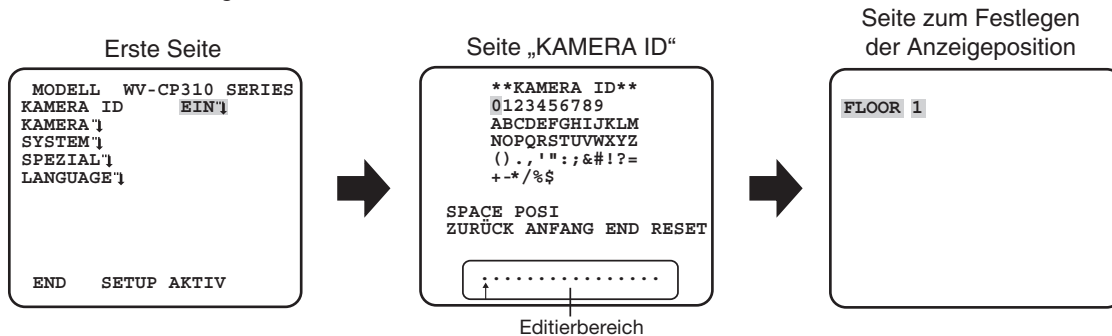 Erste Seite
MODELL WV-CP310 SERIES
KAMERA ID EIN
KAMERA
SYSTEM
SPEZIAL
LANGUAGE
END SETUP AKTIV
Seite „KAMERA ID“
**KAMERA ID**
0123456789
ABCDEFGHIJKLM
NOPQRSTUVWXYZ
().,'":;&#!?=
+-*/%$
SPACE POSI
ZURÜCK ANFANG END RESET
................
Editierbereich
Seite zum Festlegen
der Anzeigeposition
FLOOR 1